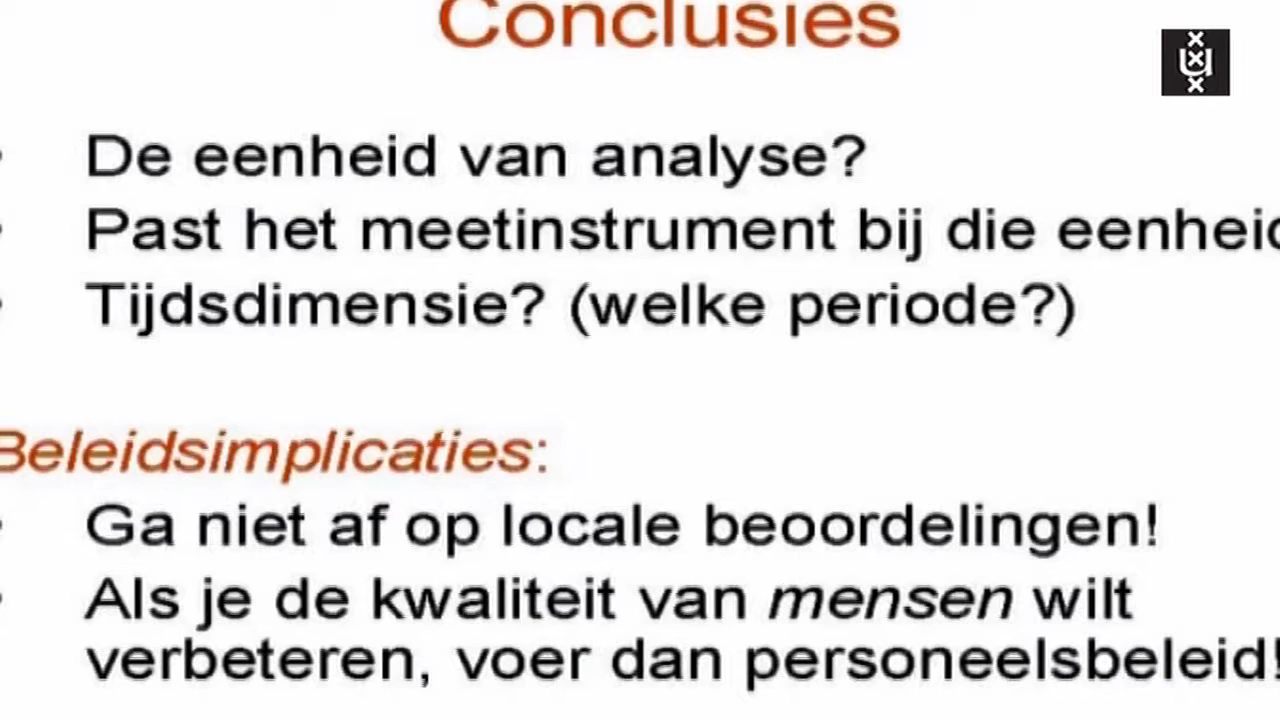 Conclusies
De eenheid van analyse?
Past het meetinstrument bij die eenheid
Tijdsdimensie? (welke periode?)
Beleidsimplicaties:
Ga niet af op locale beoordelingen!
Als je de kwaliteit van mensen wilt
verbeteren, voer dan personeelsbeleid!